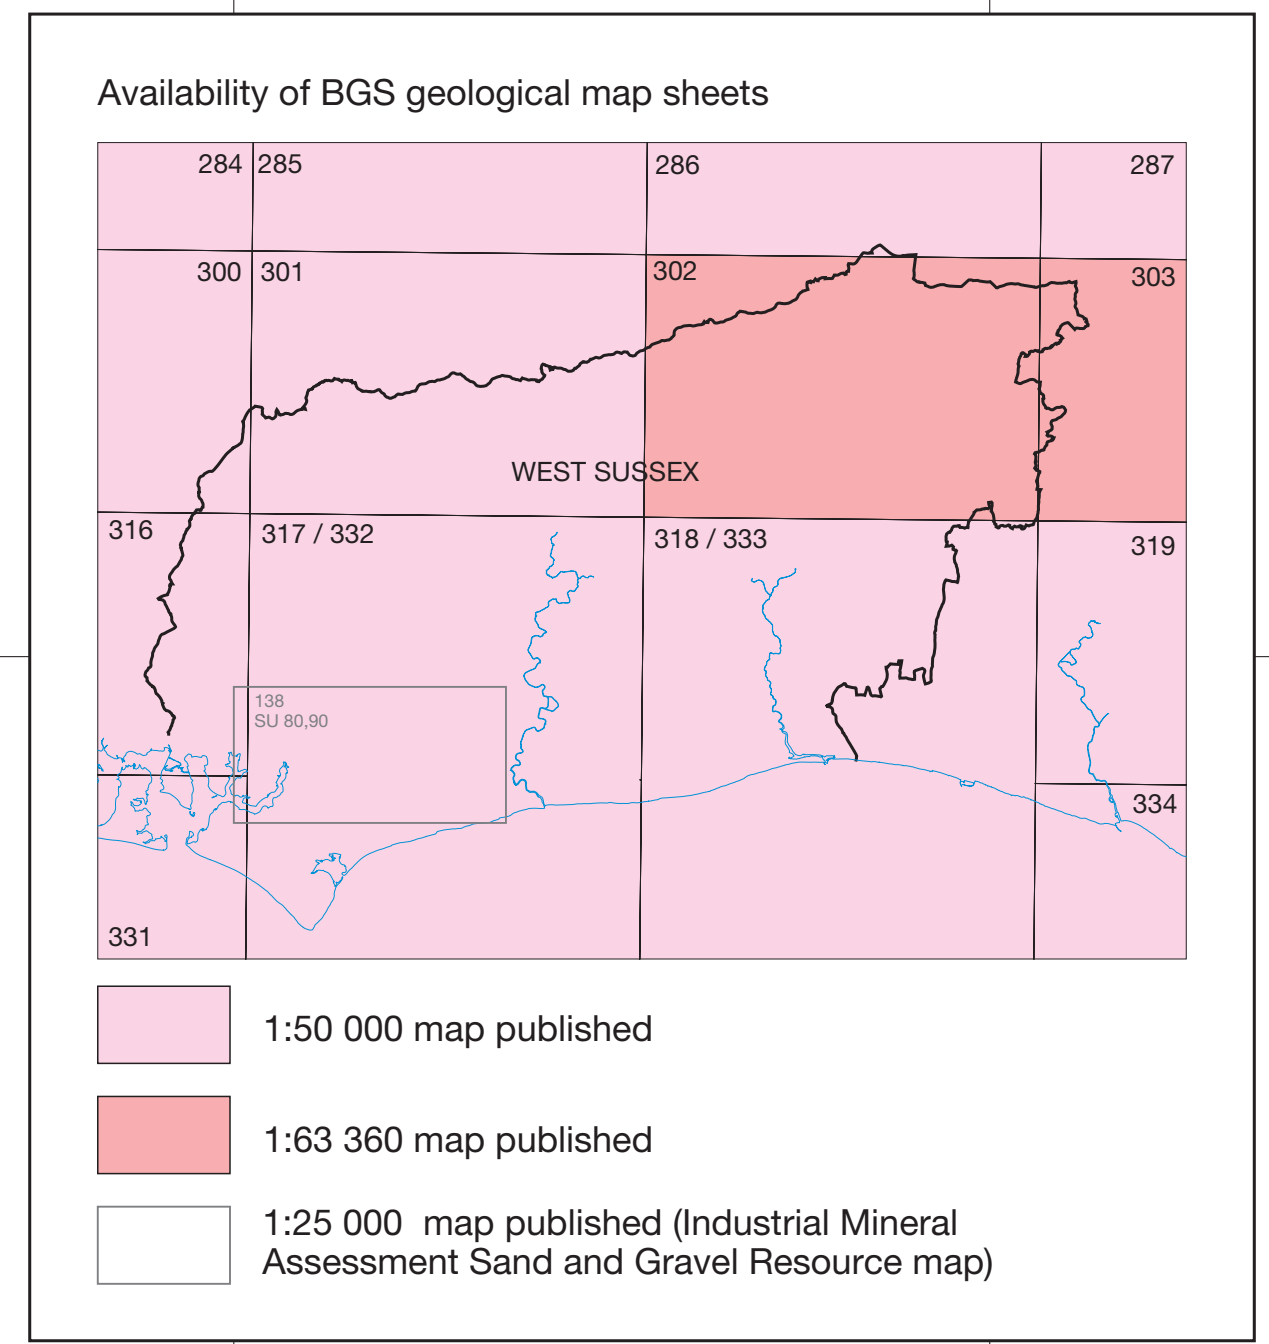 Availability of BGS geological map sheets
284 285 286 287
300 301 302 303
WEST SUSSEX
316 317 / 332 318 / 333 319
138
SU 80,90
334
331
1:50 000 map published
1:63 360 map published
1:25 000 map published (Industrial Mineral
Assessment Sand and Gravel Resource map)